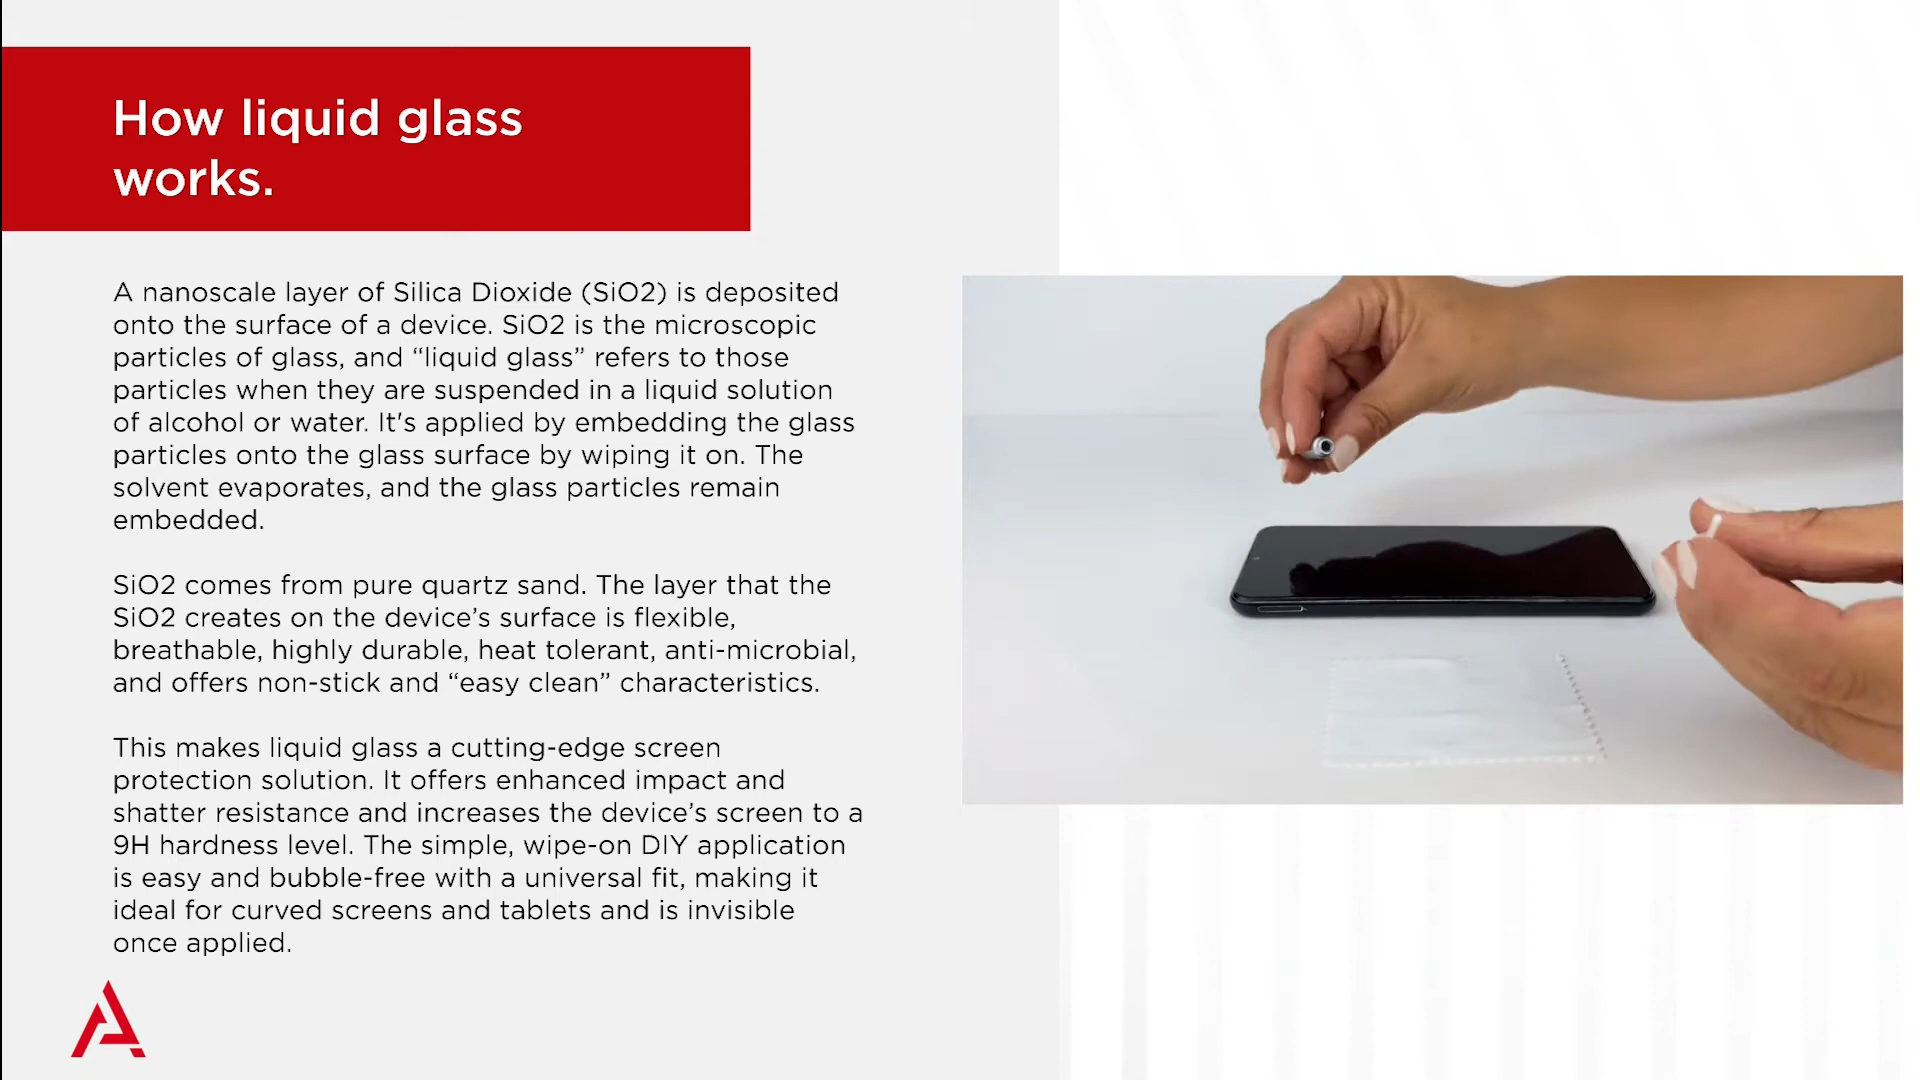 How liquid glass
works.
A nanoscale layer of Silica Dioxide (SiO2) is deposited
onto the surface of a device. SiO2 is the microscopic
particles of glass, and “liquid glass” refers to those
particles when they are suspended in a liquid solution
of alcohol or water. It's applied by embedding the glass
particles onto the glass surface by wiping it on. The
solvent evaporates, and the glass particles remain
embedded.
SiO2 comes from pure quartz sand. The layer that the
SiO2 creates on the device’s surface is flexible,
breathable, highly durable, heat tolerant, anti-microbial,
and offers non-stick and “easy clean” characteristics.
This makes liquid glass a cutting-edge screen
protection solution. It offers enhanced impact and
shatter resistance and increases the device’s screen to a
9H hardness level. The simple, wipe-on DIY application
is easy and bubble-free with a universal fit, making it
ideal for curved screens and tablets and is invisible
once applied.